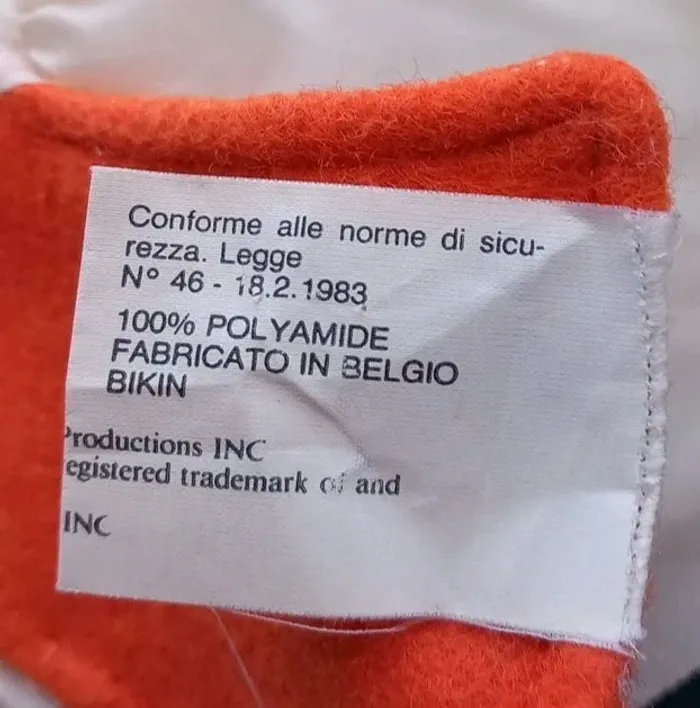 Conforme alle norme di sicu-
rezza. Legge
N° 46 - 18.2.1983
100% POLYAMIDE
FABRICATO IN BELGIO
BIKIN
Productions INC
egistered trademark of and
INC